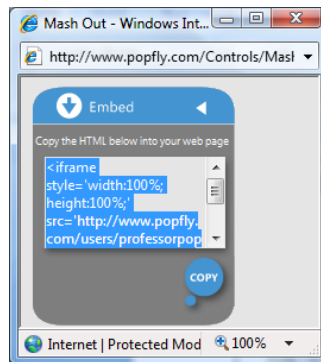 Mash Out - Windows Int...
http://www.popfly.com/Controls/Mash
Embed
Copy the HTML below into your web page
<iframe
style='width:100%;
height:100%;'
src='http://www.popfly.
com/users/professorpop
COPY
Internet | Protected Mod
100%